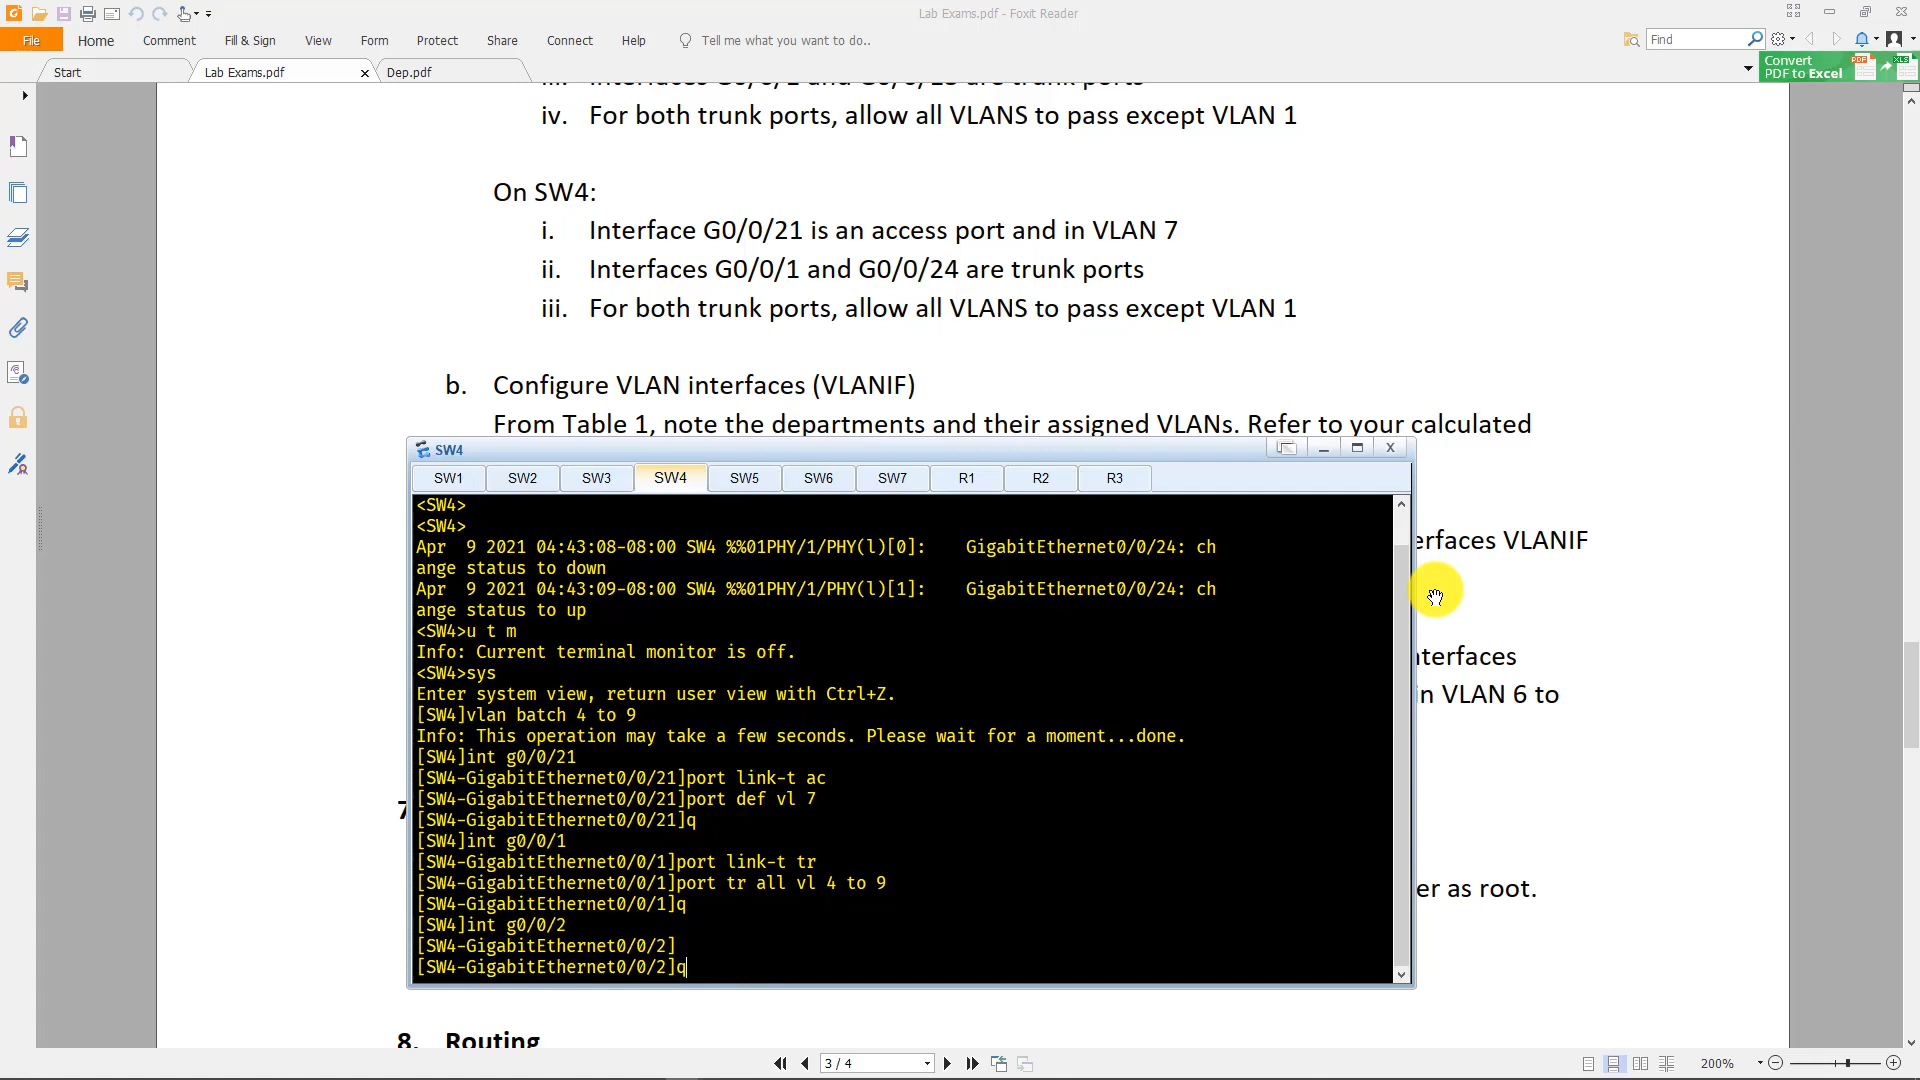 Lab Exams.pdf - Foxit Reader
File Home Comment Fill & Sign View Form Protect Share Connect Help Tell me what you want to do..
Find
Start Lab Exams.pdf x Dep.pdf
Convert
PDF to Excel
iv. For both trunk ports, allow all VLANS to pass except VLAN 1
On SW4:
i. Interface G0/0/21 is an access port and in VLAN 7
ii. Interfaces G0/0/1 and G0/0/24 are trunk ports
iii. For both trunk ports, allow all VLANS to pass except VLAN 1
b. Configure VLAN interfaces (VLANIF)
From Table 1, note the departments and their assigned VLANs. Refer to your calculated
erfaces VLANIF
nterfaces
in VLAN 6 to
7
er as root.
8. Routing
SW4
SW1 SW2 SW3 SW4 SW5 SW6 SW7 R1 R2 R3
<SW4>
<SW4>
Apr  9 2021 04:43:08-08:00 SW4 %%01PHY/1/PHY(l)[0]:    GigabitEthernet0/0/24: ch
ange status to down
Apr  9 2021 04:43:09-08:00 SW4 %%01PHY/1/PHY(l)[1]:    GigabitEthernet0/0/24: ch
ange status to up
<SW4>u t m
Info: Current terminal monitor is off.
<SW4>sys
Enter system view, return user view with Ctrl+Z.
[SW4]vlan batch 4 to 9
Info: This operation may take a few seconds. Please wait for a moment...done.
[SW4]int g0/0/21
[SW4-GigabitEthernet0/0/21]port link-t ac
[SW4-GigabitEthernet0/0/21]port def vl 7
[SW4-GigabitEthernet0/0/21]q
[SW4]int g0/0/1
[SW4-GigabitEthernet0/0/1]port link-t tr
[SW4-GigabitEthernet0/0/1]port tr all vl 4 to 9
[SW4-GigabitEthernet0/0/1]q
[SW4]int g0/0/2
[SW4-GigabitEthernet0/0/2]
[SW4-GigabitEthernet0/0/2]q
3 / 4
200%